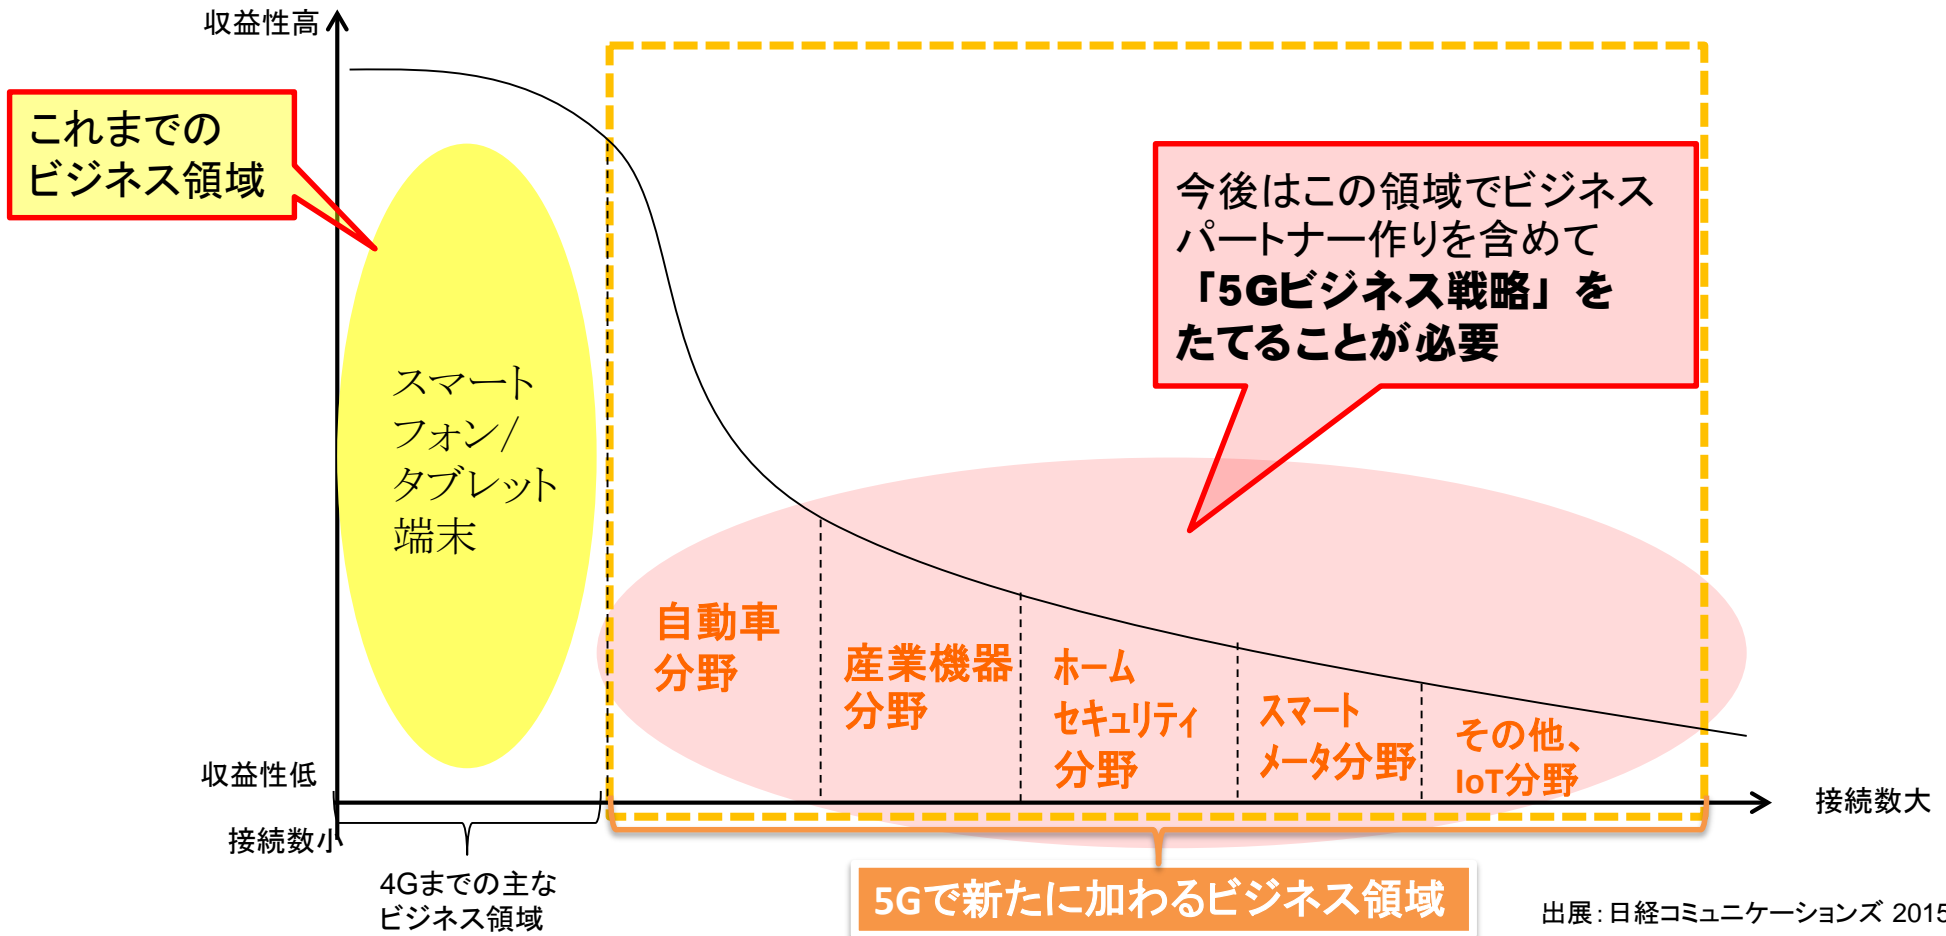 収益性高
これまでの
ビジネス領域
今後はこの領域でビジネス
パートナー作りを含めて
「5Gビジネス戦略」を
たてることが必要
スマート
フォン/
タブレット
端末
自動車
分野
産業機器
分野
ホーム
セキュリティ
分野
スマート
メータ分野
その他、
IoT分野
収益性低
接続数小
接続数大
4Gまでの主な
ビジネス領域
5Gで新たに加わるビジネス領域
出展：日経コミュニケーションズ 2015